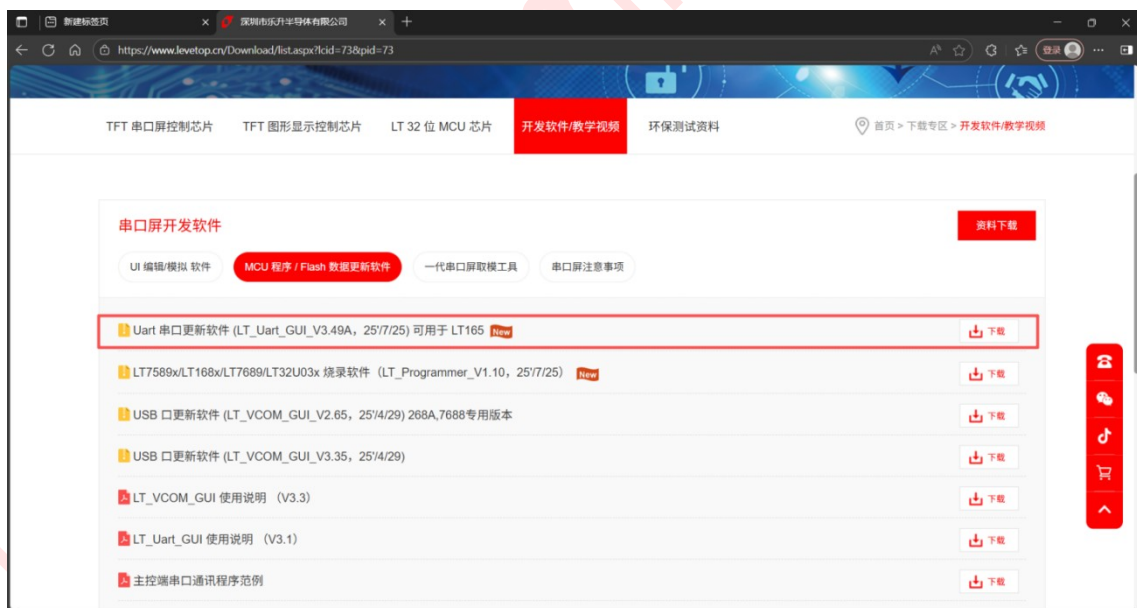 新建标签页
深圳市乐升半导体有限公司
https://www.levetop.cn/Download/list.aspx?lcid=73&pid=73
登录
TFT 串口屏控制芯片 TFT 图形显示控制芯片 LT 32 位 MCU 芯片 开发软件/教学视频 环保测试资料 首页 > 下载专区 > 开发软件/教学视频
串口屏开发软件 资料下载
UI 编辑/模拟 软件 MCU 程序 / Flash 数据更新软件 一代串口屏取模工具 串口屏注意事项
Uart 串口更新软件 (LT_Uart_GUI_V3.49A，25'/7/25) 可用于 LT165 New 下载
LT7589x/LT168x/LT7689/LT32U03x 烧录软件（LT_Programmer_V1.10，25'/7/25） New 下载
USB 口更新软件 (LT_VCOM_GUI_V2.65，25'/4/29) 268A,7688专用版本 下载
USB 口更新软件 (LT_VCOM_GUI_V3.35，25'/4/29) 下载
LT_VCOM_GUI 使用说明 （V3.3） 下载
LT_Uart_GUI 使用说明 （V3.1） 下载
主控端串口通讯程序范例 下载